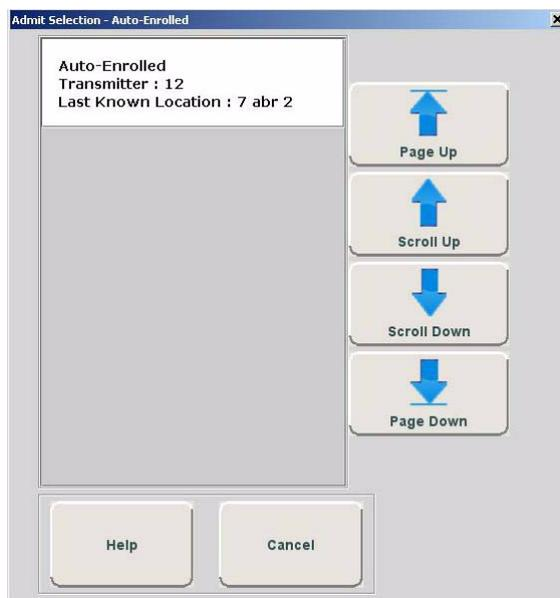 Admit Selection - Auto-Enrolled
Auto-Enrolled
Transmitter : 12
Last Known Location : 7 abr 2
Page Up
Scroll Up
Scroll Down
Page Down
Help
Cancel